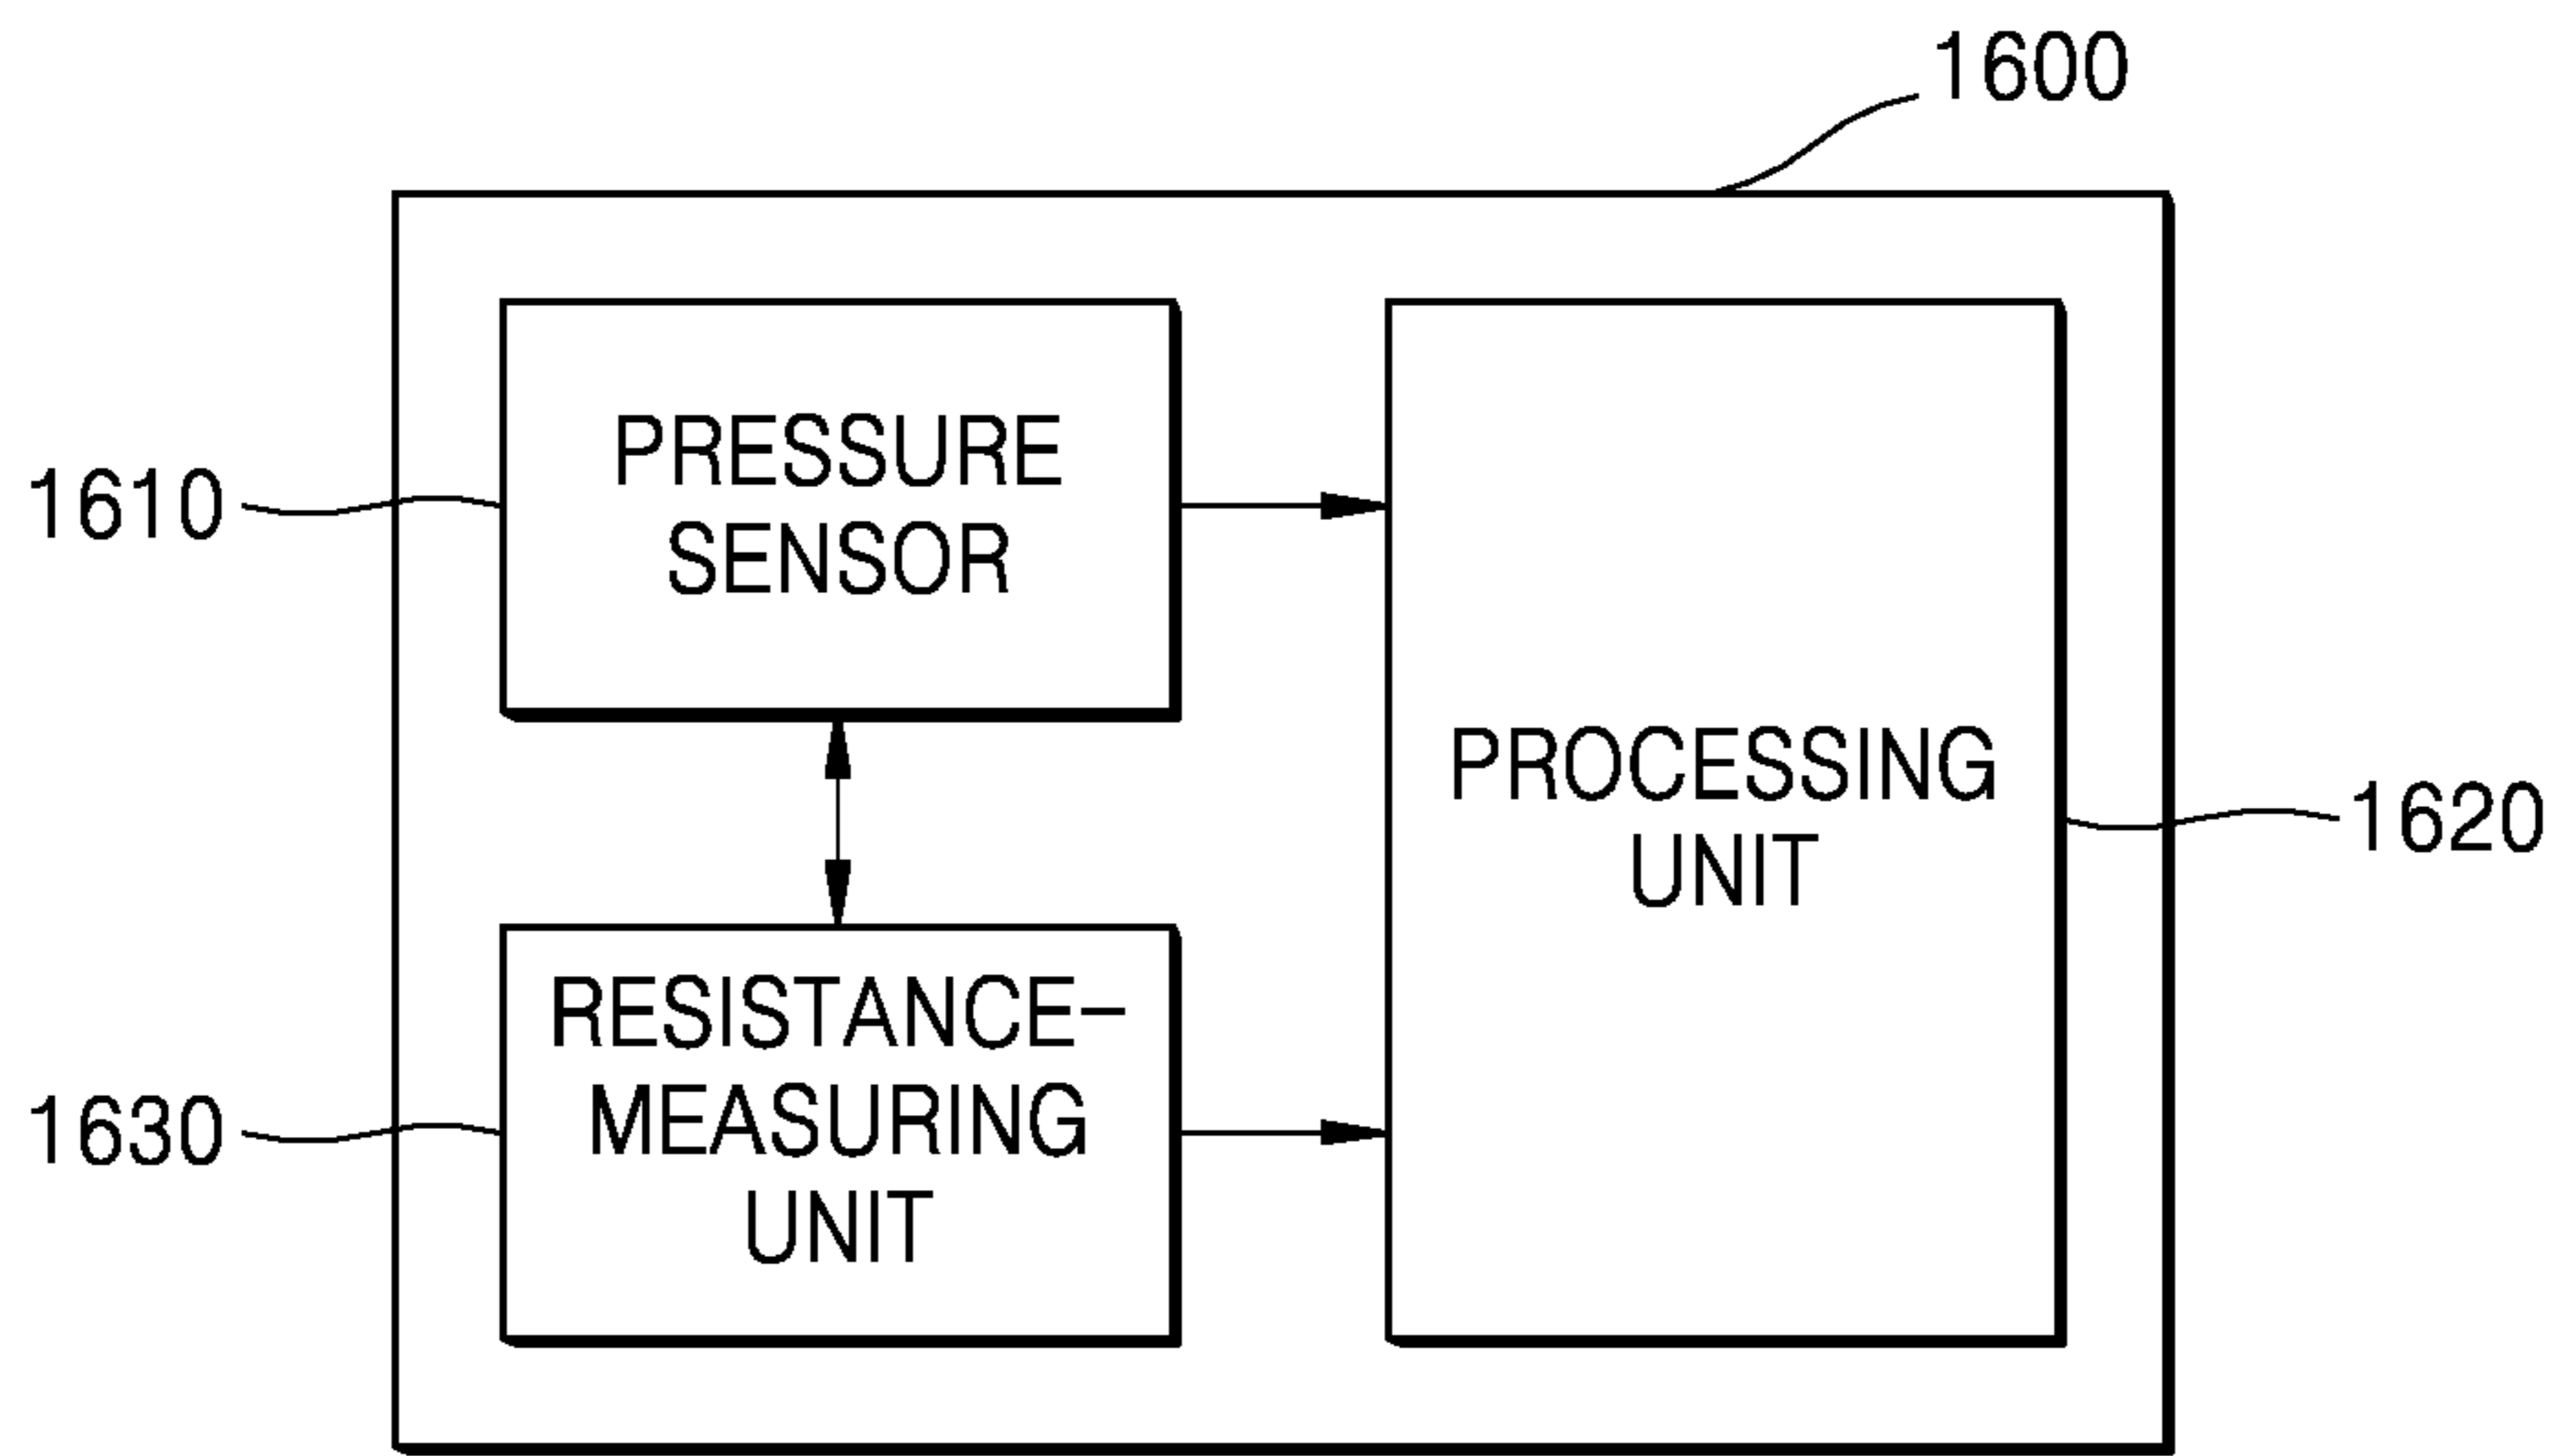 1600
PRESSURE
SENSOR
1610
PROCESSING
UNIT
1620
RESISTANCE-
MEASURING
UNIT
1630